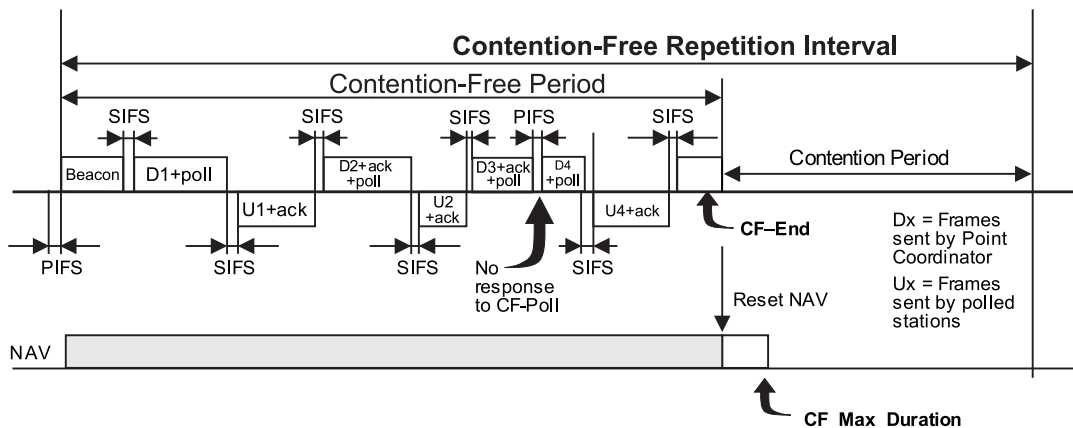 Contention-Free Repetition Interval
Contention-Free Period
SIFS
SIFS
SIFS
PIFS
SIFS
Contention Period
Beacon
D1+poll
D2+ack
+poll
D3+ack
+poll
D4
+poll
U1+ack
U2
+ack
U4+ack
CF–End
PIFS
SIFS
SIFS
No
response
to CF-Poll
SIFS
Dx = Frames
sent by Point
Coordinator
Ux = Frames
sent by polled
stations
Reset NAV
NAV
CF Max Duration